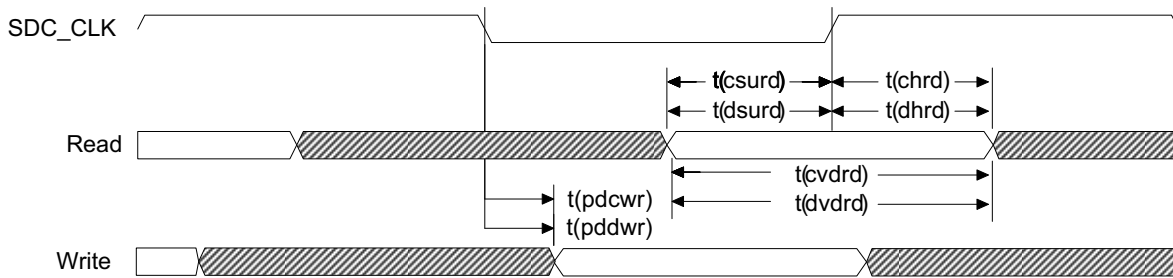 SDC_CLK
t(csurd) t(chrd)
t(dsurd) t(dhrd)
Read
t(cvdrd)
t(pdcwr)
t(dvdrd)
t(pddwr)
Write